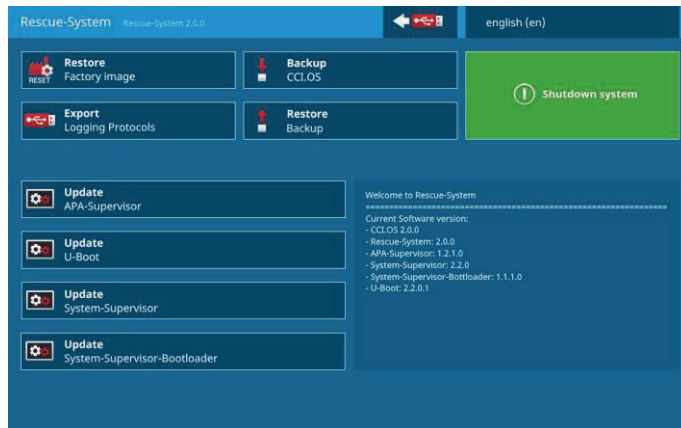 Rescue-System Rescue-System 2.0.0
english (en)
Restore
Factory image
RESET
Backup
CCI.OS
Shutdown system
Export
Logging Protocols
Restore
Backup
Update
APA-Supervisor
Update
U-Boot
Update
System-Supervisor
Update
System-Supervisor-Bootloader
Welcome to Rescue-System
==================================================================
Current Software version:
- CCI.OS 2.0.0
- Rescue-System: 2.0.0
- APA-Supervisor: 1.2.1.0
- System-Supervisor: 2.2.0
- System-Supervisor-Bottloader: 1.1.1.0
- U-Boot: 2.2.0.1